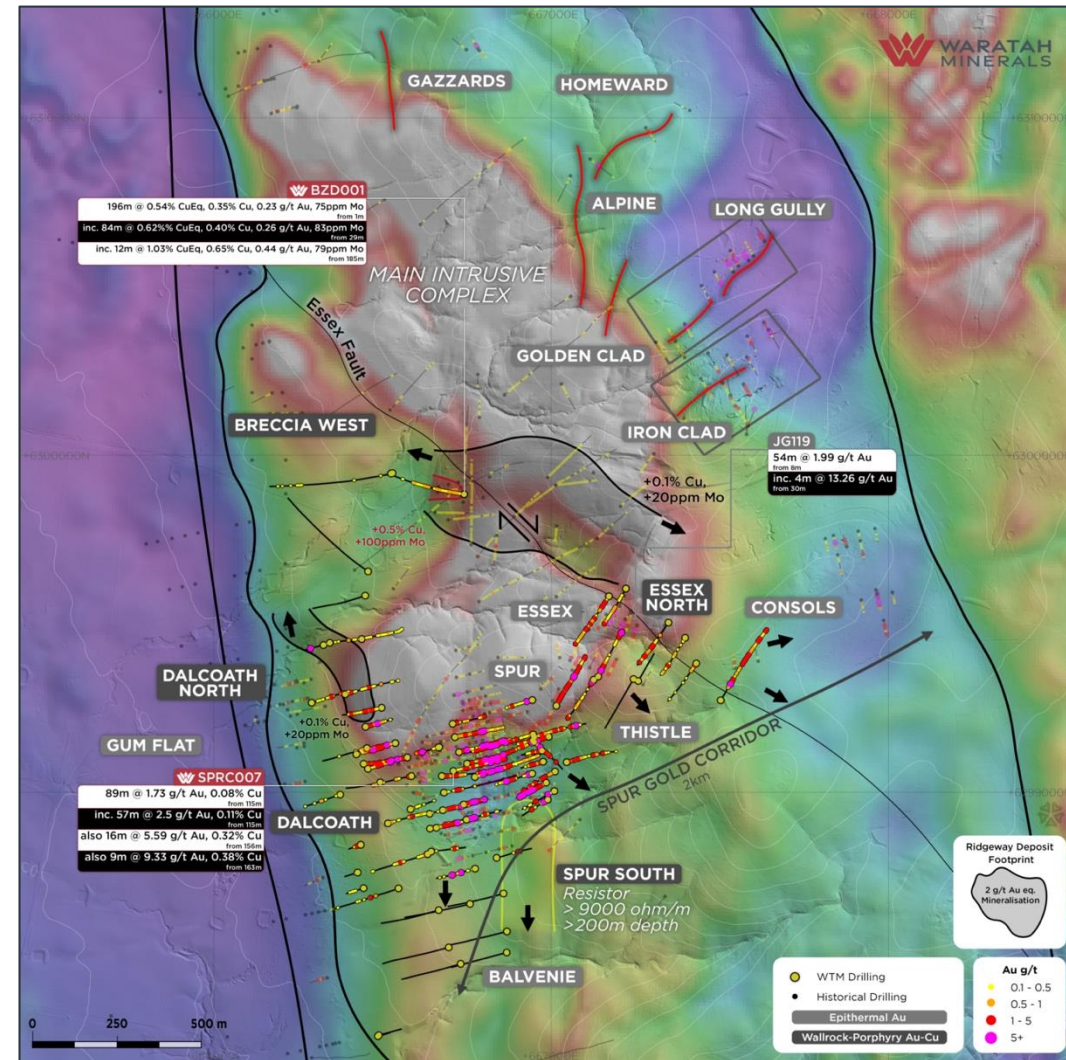 666000E
667000E
+668000E
WARATAH
MINERALS
GAZZARDS
HOMEWARD
+6310000N
BZD001
196m @ 0.54% CuEq, 0.35% Cu, 0.23 g/t Au, 75ppm Mo
from 1m
inc. 84m @ 0.62%% CuEq, 0.40% Cu, 0.26 g/t Au, 83ppm Mo
from 29m
inc. 12m @ 1.03% CuEq, 0.65% Cu, 0.44 g/t Au, 79ppm Mo
from 185m
ALPINE
LONG GULLY
MAIN INTRUSIVE
COMPLEX
Essex Fault
GOLDEN CLAD
BRECCIA WEST
IRON CLAD
JG119
54m @ 1.99 g/t Au
from 8m
inc. 4m @ 13.26 g/t Au
from 30m
+6300000N
+0.1% Cu,
+20ppm Mo
+0.5% Cu,
+100ppm Mo
ESSEX
ESSEX
NORTH
CONSOLS
SPUR
DALCOATH
NORTH
+0.1% Cu,
+20ppm Mo
THISTLE
GUM FLAT
SPUR GOLD CORRIDOR
2km
SPRC007
89m @ 1.73 g/t Au, 0.08% Cu
from 115m
inc. 57m @ 2.5 g/t Au, 0.11% Cu
from 115m
also 16m @ 5.59 g/t Au, 0.32% Cu
from 156m
also 9m @ 9.33 g/t Au, 0.38% Cu
from 163m
DALCOATH
SPUR SOUTH
Resistor
> 9000 ohm/m
>200m depth
BALVENIE
Ridgeway Deposit
Footprint
2 g/t Au eq.
Mineralisation
WTM Drilling
Historical Drilling
Epithermal Au
Wallrock-Porphyry Au-Cu
Au g/t
0.1 - 0.5
0.5 - 1
1 - 5
5+
0 250 500 m